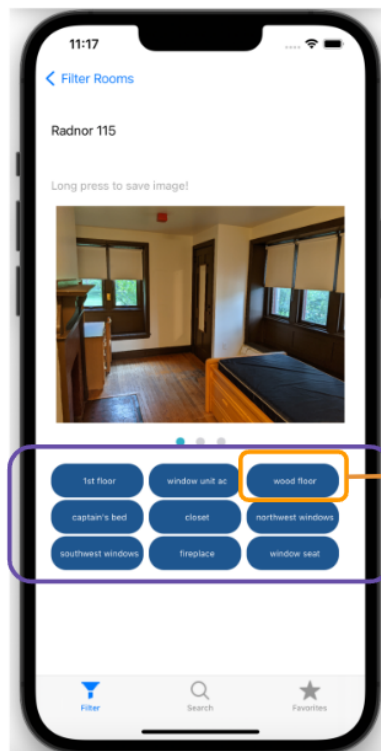 11:17
Filter Rooms
Radnor 115
Long press to save image!
1st floor window unit ac wood floor
captain's bed closet northwest windows
southwest windows fireplace window seat
Filter Search Favorites